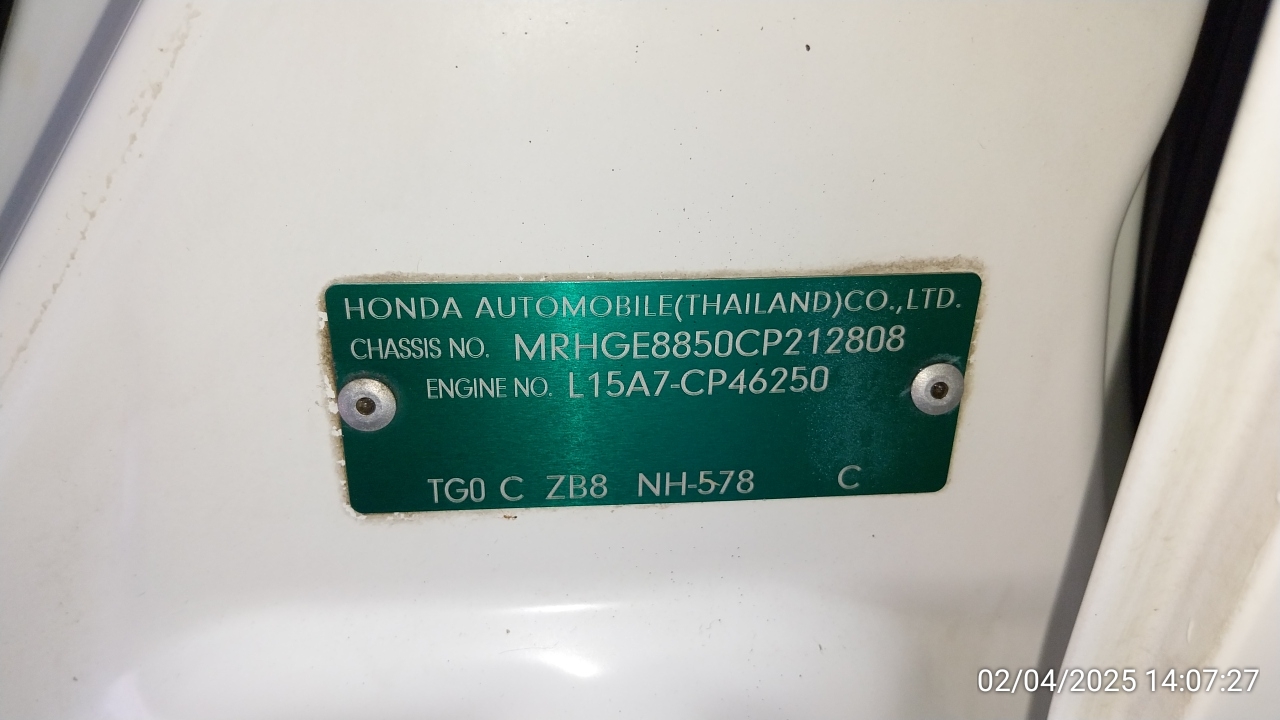 HONDA AUTOMOBILE(THAILAND)CO.,LTD.
CHASSIS NO. MRHGE8850CP212808
ENGINE NO. L15A7-CP46250
TG0 C ZB8 NH-578 C
02/04/2025 14:07:27